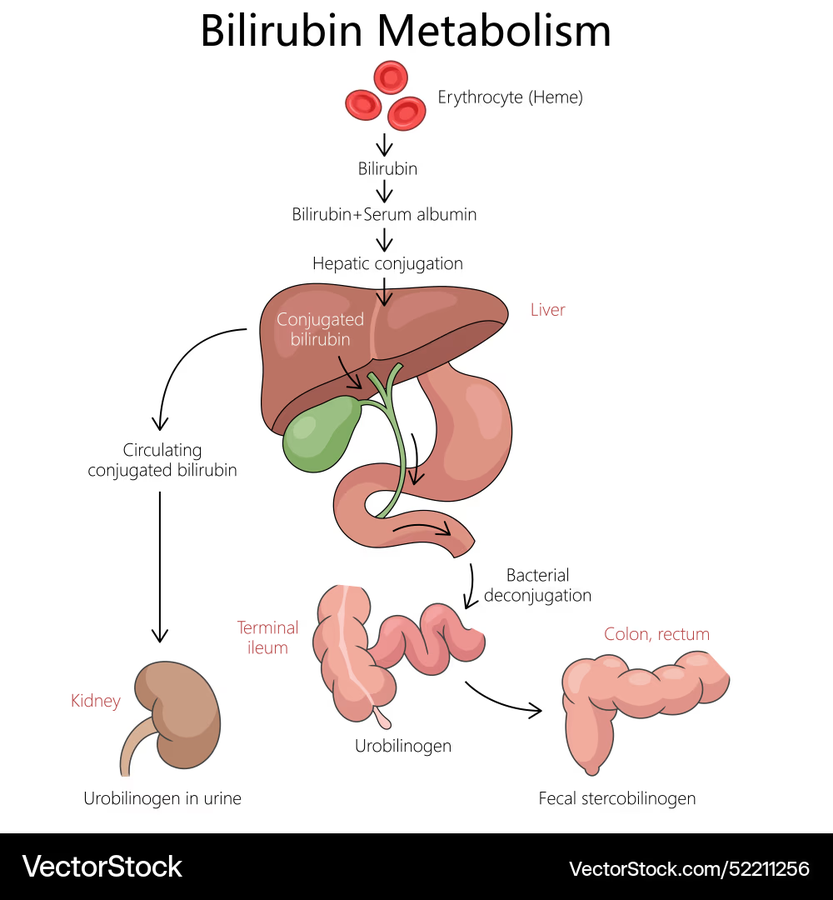 Bilirubin Metabolism
Erythrocyte (Heme)
Bilirubin
Bilirubin+Serum albumin
Hepatic conjugation
Liver
Conjugated
bilirubin
Circulating
conjugated bilirubin
Bacterial
deconjugation
Terminal
ileum
Colon, rectum
Kidney
Urobilinogen
Urobilinogen in urine
Fecal stercobilinogen
VectorStock
VectorStock.com/52211256